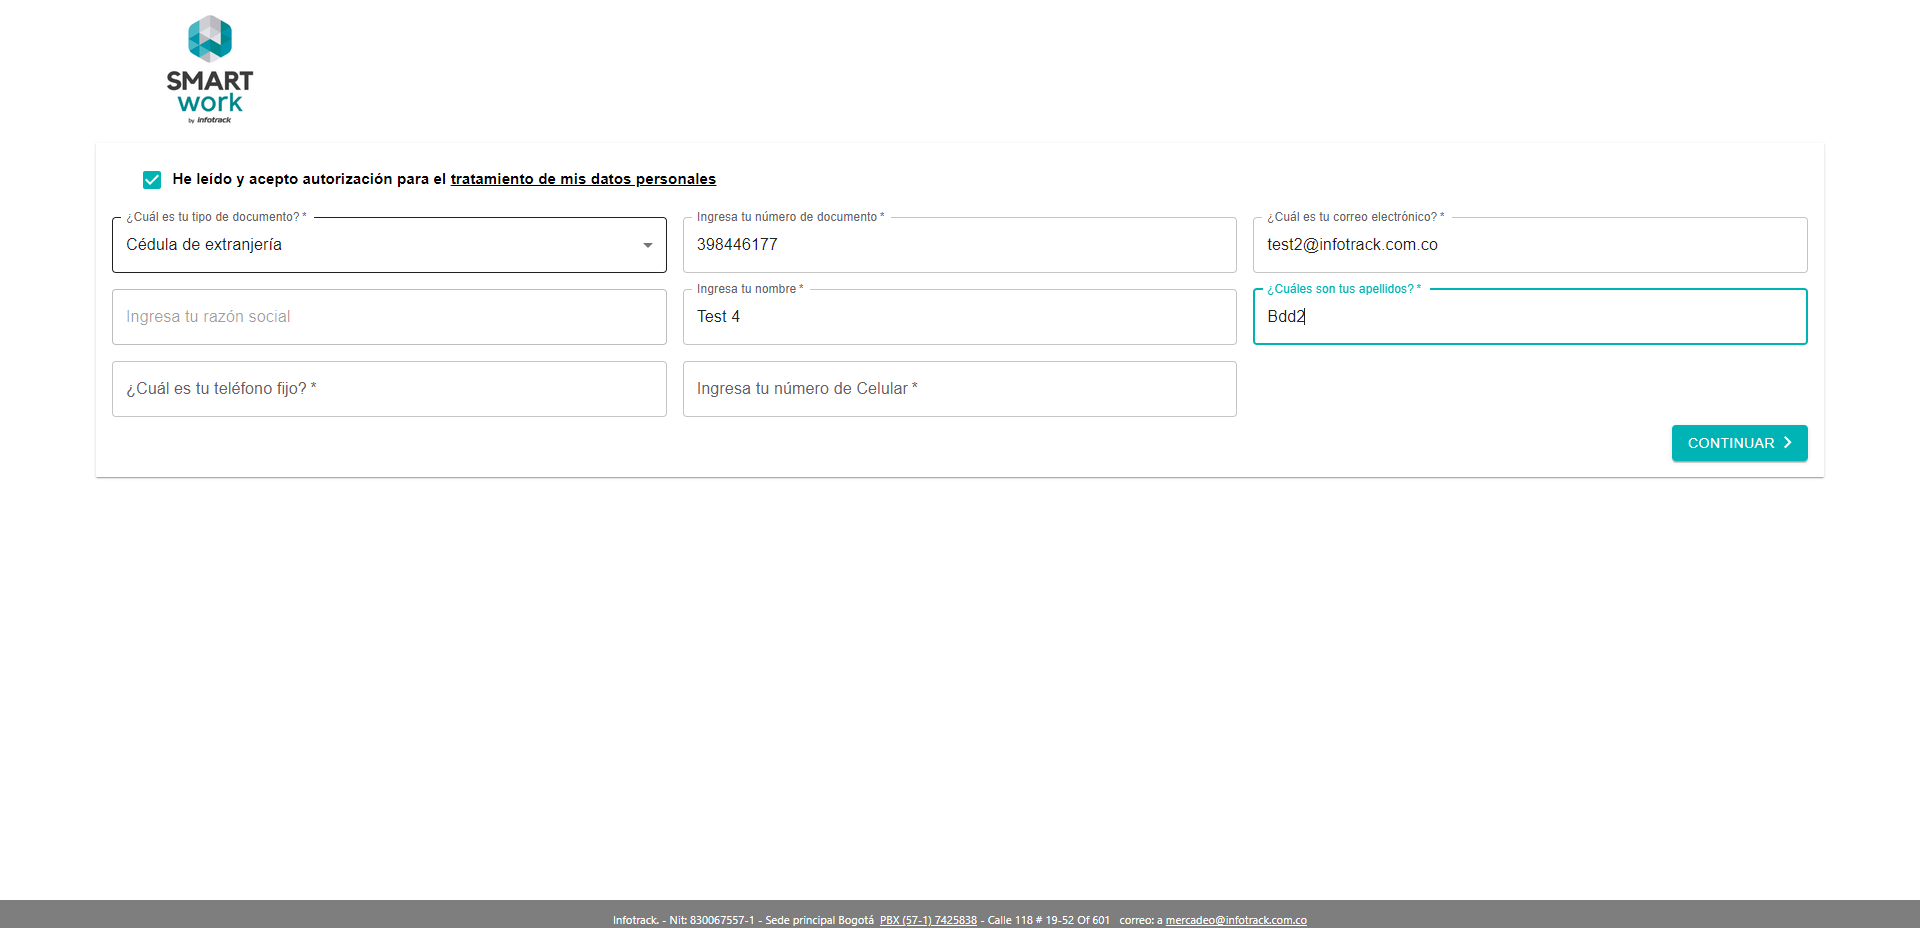 SMART
work
by infotrack
He leído y acepto autorización para el tratamiento de mis datos personales
¿Cuál es tu tipo de documento? *
Cédula de extranjería
Ingresa tu número de documento *
398446177
¿Cuál es tu correo electrónico? *
test2@infotrack.com.co
Ingresa tu razón social
Ingresa tu nombre *
Test 4
¿Cuáles son tus apellidos? *
Bdd2
¿Cuál es tu teléfono fijo? *
Ingresa tu número de Celular *
CONTINUAR
Infotrack. - Nit: 830067557-1 - Sede principal Bogotá PBX (57-1) 7425838 - Calle 118 # 19-52 Of 601 correo: a mercadeo@infotrack.com.co